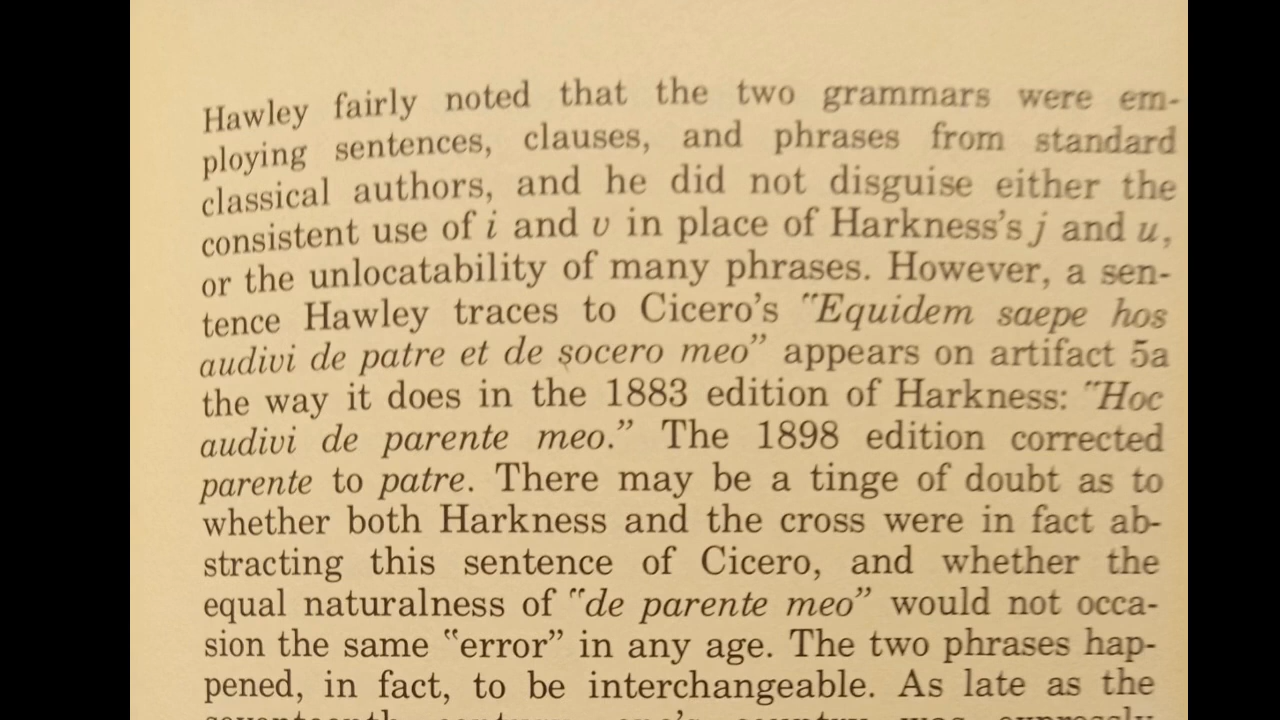 Hawley fairly noted that the two grammars were em-
ploying sentences, clauses, and phrases from standard
classical authors, and he did not disguise either the
consistent use of i and v in place of Harkness's j and u,
or the unlocatability of many phrases. However, a sen-
tence Hawley traces to Cicero's "Equidem saepe hos
audivi de patre et de socero meo" appears on artifact 5a
the way it does in the 1883 edition of Harkness: "Hoc
audivi de parente meo." The 1898 edition corrected
parente to patre. There may be a tinge of doubt as to
whether both Harkness and the cross were in fact ab-
stracting this sentence of Cicero, and whether the
equal naturalness of "de parente meo" would not occa-
sion the same "error" in any age. The two phrases hap-
pened, in fact, to be interchangeable. As late as the